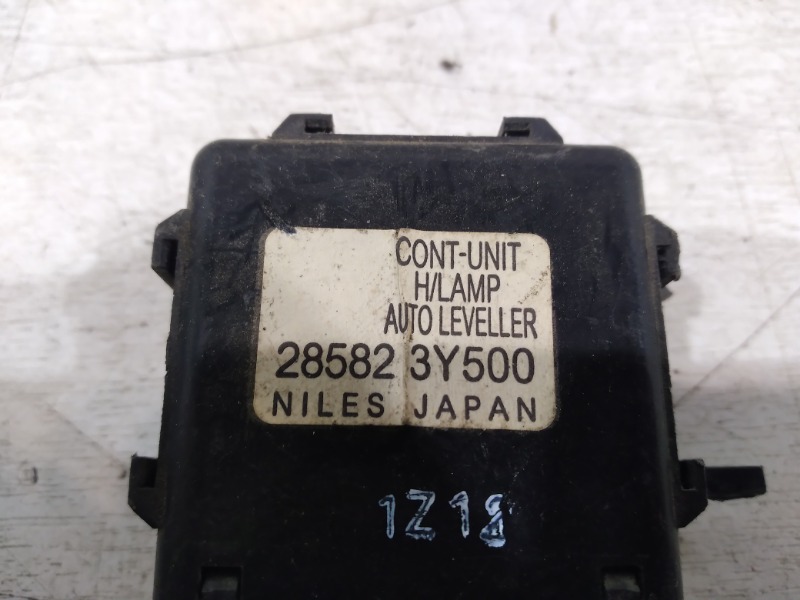 CONT-UNIT
H/LAMP
AUTO LEVELLER
28582 3Y500
NILES JAPAN